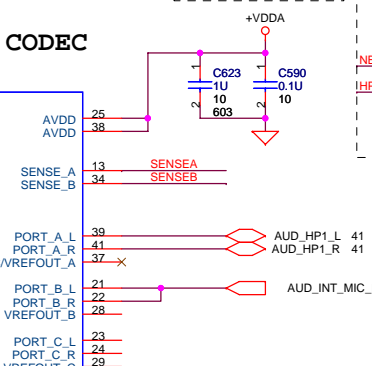 +VDDA
CODEC
1
1
C623
C590
1U
0.1U
10
10
2
2
603
AVDD 25
AVDD 38
SENSE_A 13 SENSEA
SENSE_B 34 SENSEB
PORT_A_L 39 AUD_HP1_L 41
PORT_A_R 41 AUD_HP1_R 41
/VREFOUT_A 37
PORT_B_L 21 AUD_INT_MIC_
PORT_B_R 22
VREFOUT_B 28
PORT_C_L 23
PORT_C_R 24
29
NE
HP